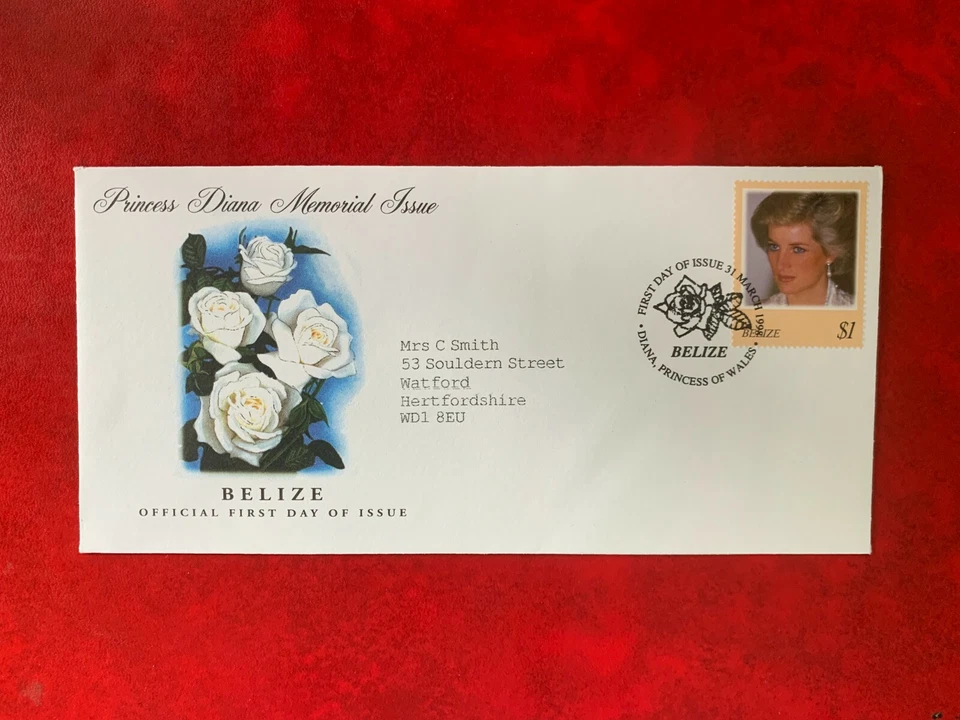 Princess Diana Memorial Issue
FIRST DAY OF ISSUE 31 MARCH 1998
BELIZE
DIANA, PRINCESS OF WALES
BELIZE $1
Mrs C Smith
53 Souldern Street
Watford
Hertfordshire
WD1 8EU
BELIZE
OFFICIAL FIRST DAY OF ISSUE